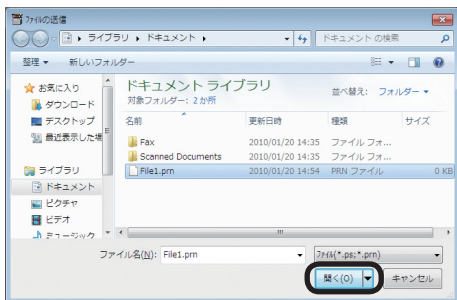 ファイルの送信
ライブラリ ドキュメント
ドキュメント の検索
整理 新しいフォルダー
お気に入り
ダウンロード
デスクトップ
最近表示した場
ライブラリ
ドキュメント
ピクチャ
ビデオ
ミュージック
ドキュメント ライブラリ
対象フォルダー: 2 か所
並べ替え: フォルダー
名前 更新日時 種類 サイズ
Fax 2010/01/20 14:35 ファイル フォ...
Scanned Documents 2010/01/20 14:35 ファイル フォ...
File1.prn 2010/01/20 14:54 PRN ファイル 0 KB
ファイル名(N): File1.prn
ファイル(*.ps;*.prn)
開く(O) キャンセル